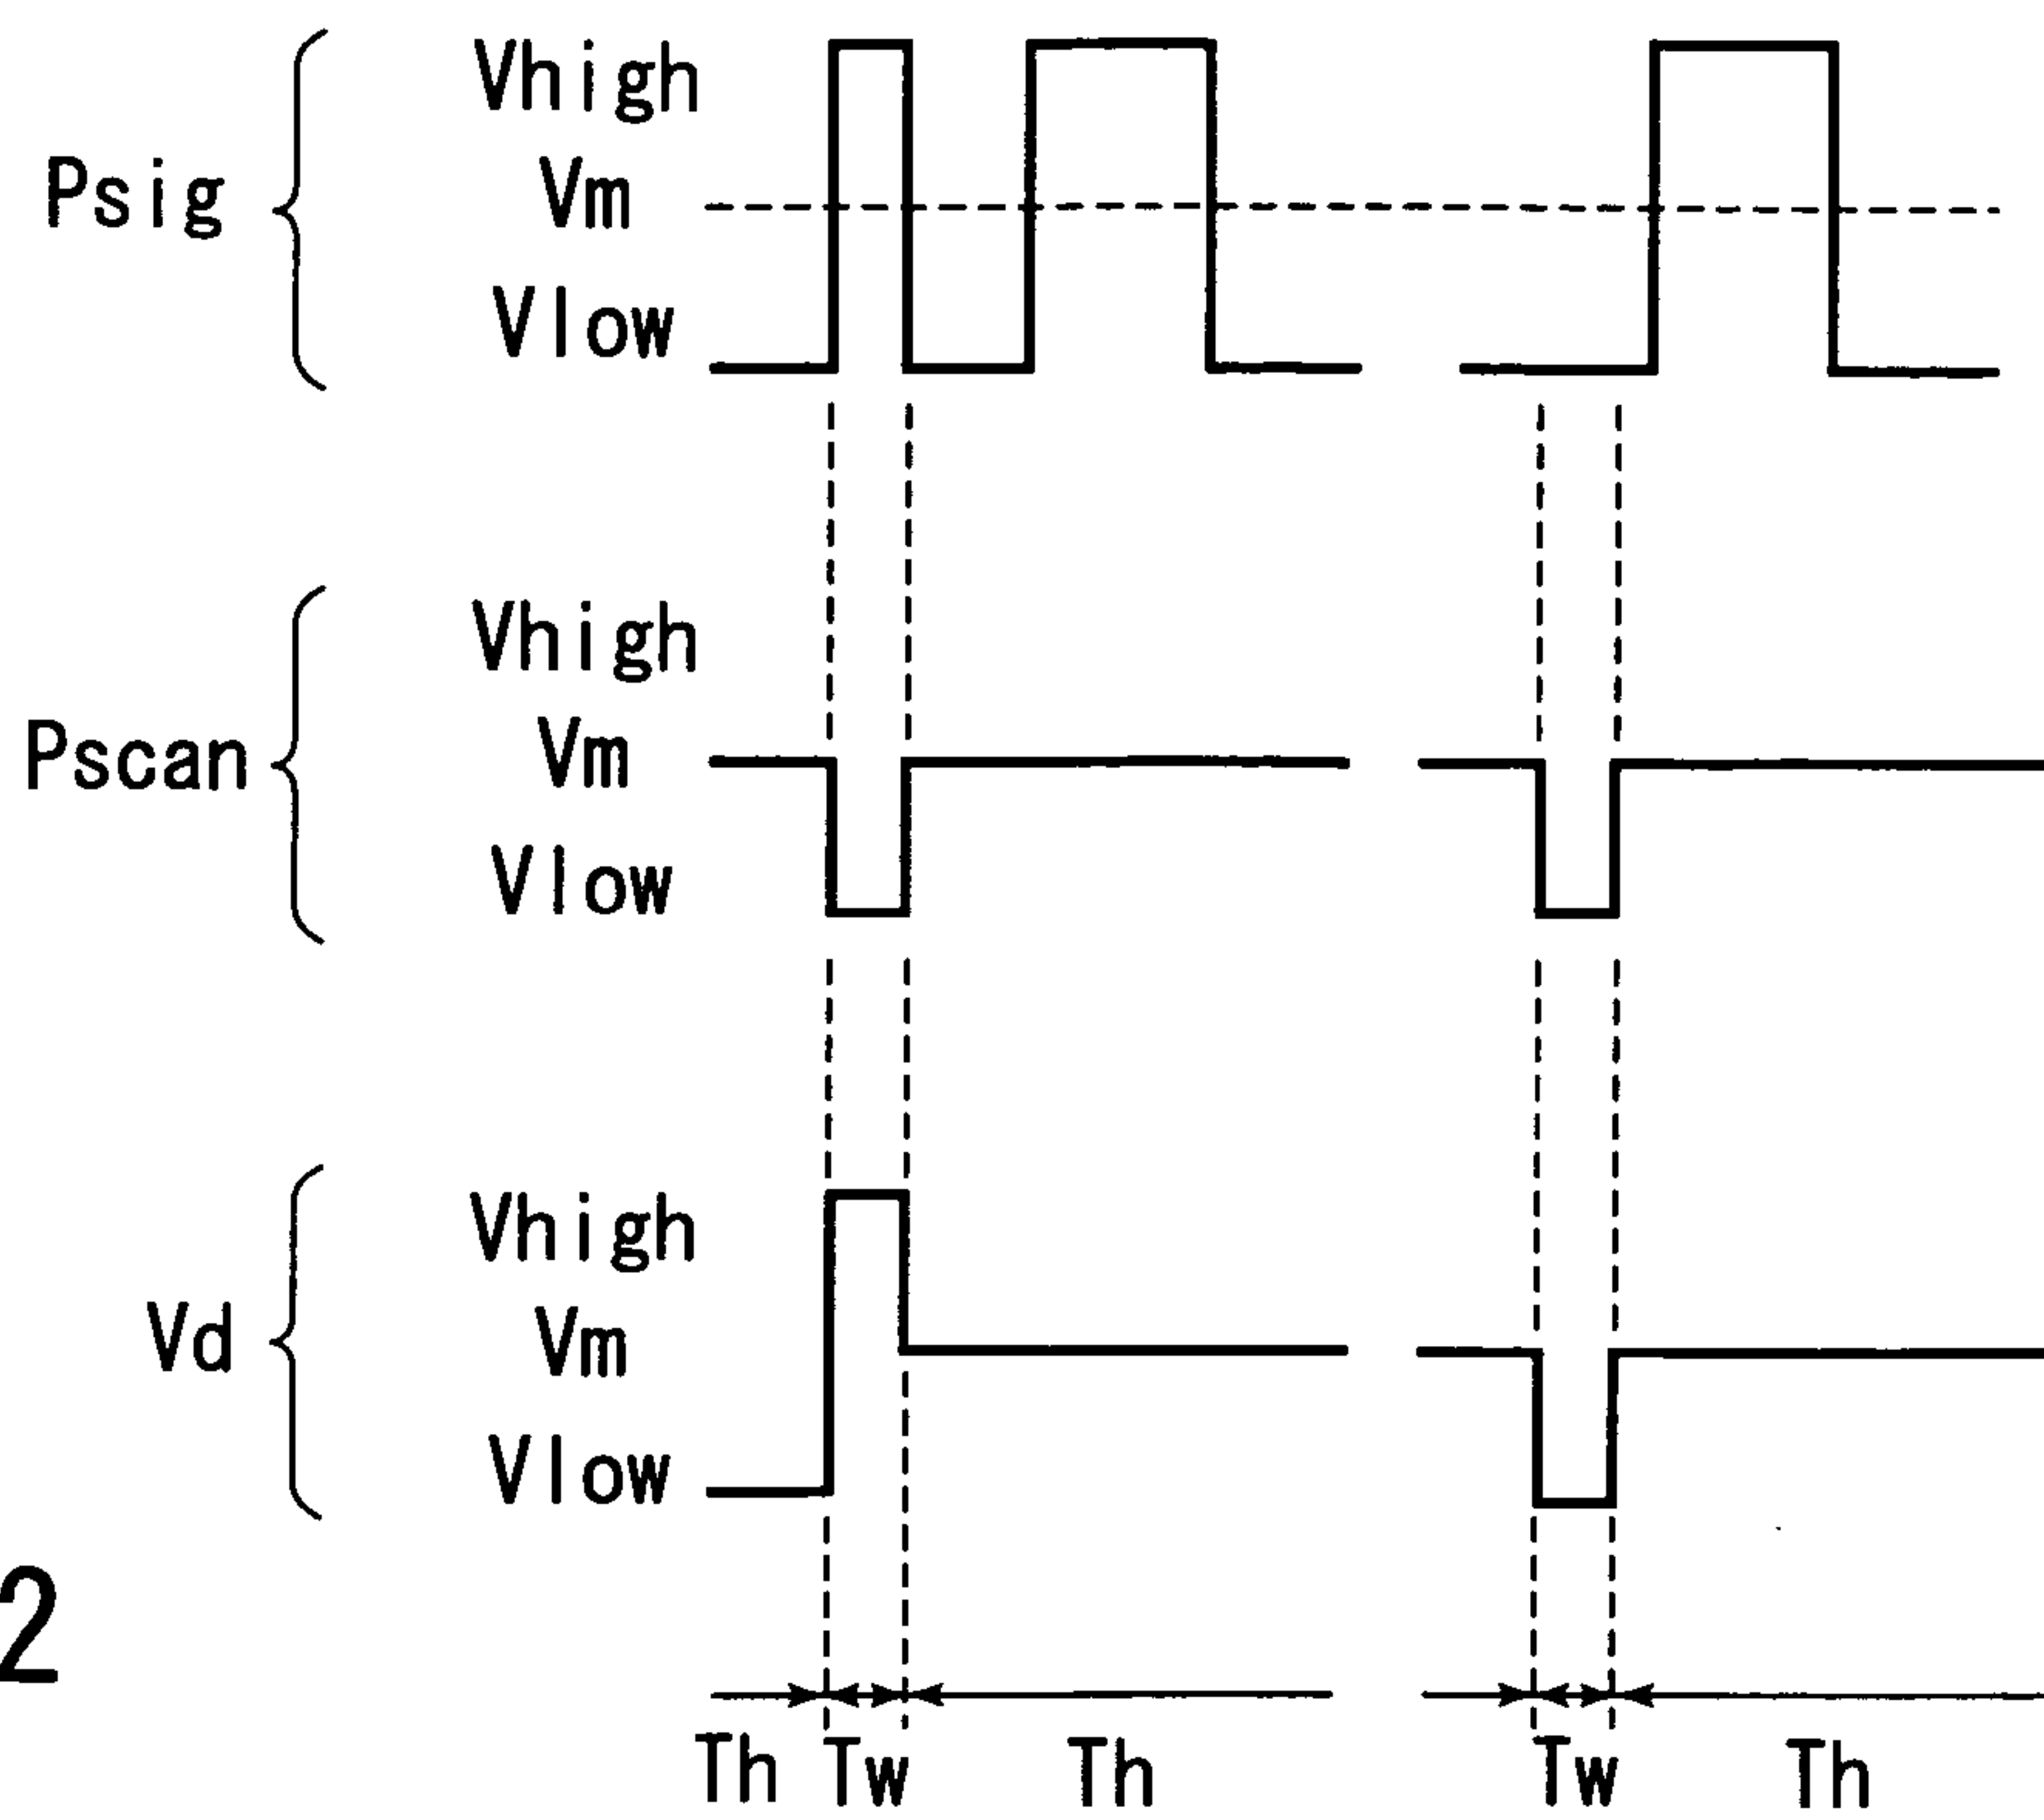 Vhigh
Psig Vm
Vlow
Vhigh
Pscan Vm
Vlow
Vhigh
Vd Vm
Vlow
2
Th Tw Th Tw Th